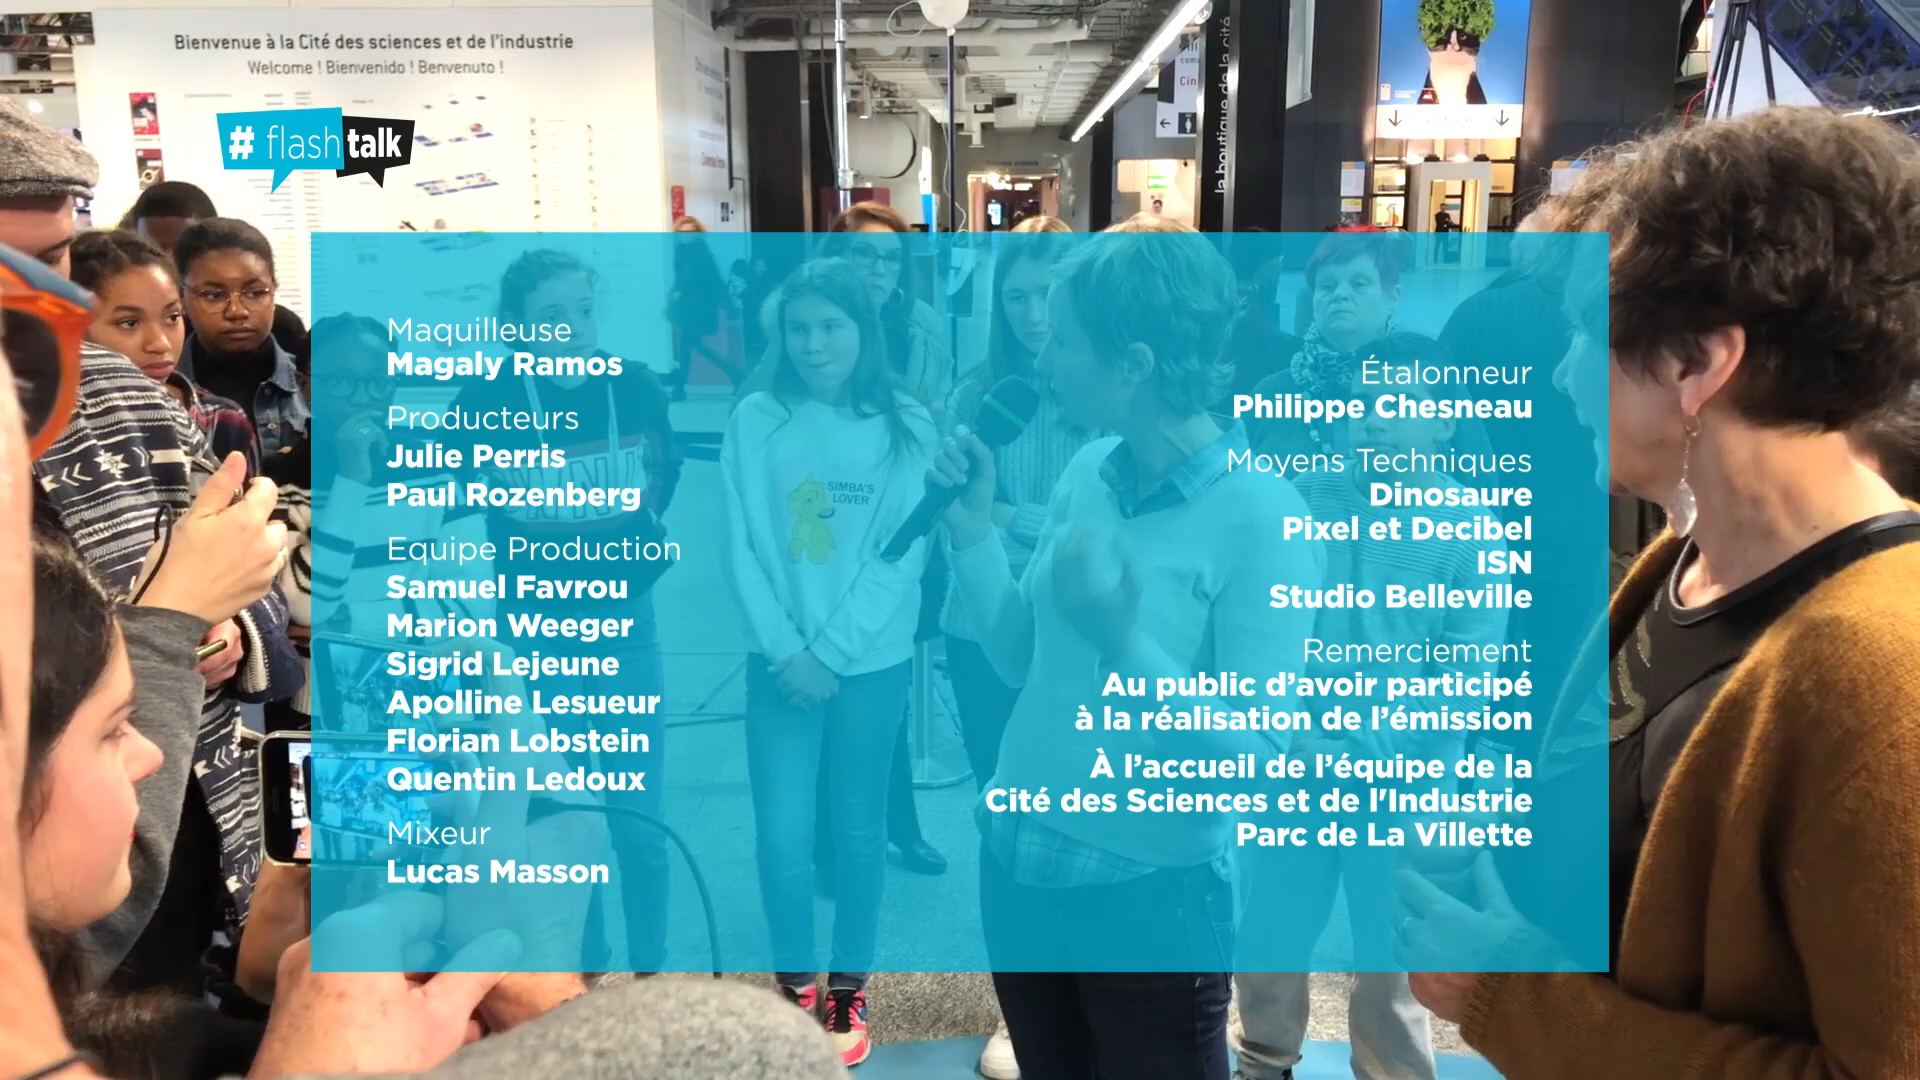 Bienvenue à la Cité des sciences et de l'industrie
Welcome ! Bienvenido ! Benvenuto !
# flash talk
la boutique de la cité
Cin
SIMBA'S
LOVER
Maquilleuse
Magaly Ramos
Producteurs
Julie Perris
Paul Rozenberg
Equipe Production
Samuel Favrou
Marion Weeger
Sigrid Lejeune
Apolline Lesueur
Florian Lobstein
Quentin Ledoux
Mixeur
Lucas Masson
Étalonneur
Philippe Chesneau
Moyens Techniques
Dinosaure
Pixel et Decibel
ISN
Studio Belleville
Remerciement
Au public d’avoir participé
à la réalisation de l’émission
À l’accueil de l’équipe de la
Cité des Sciences et de l'Industrie
Parc de La Villette